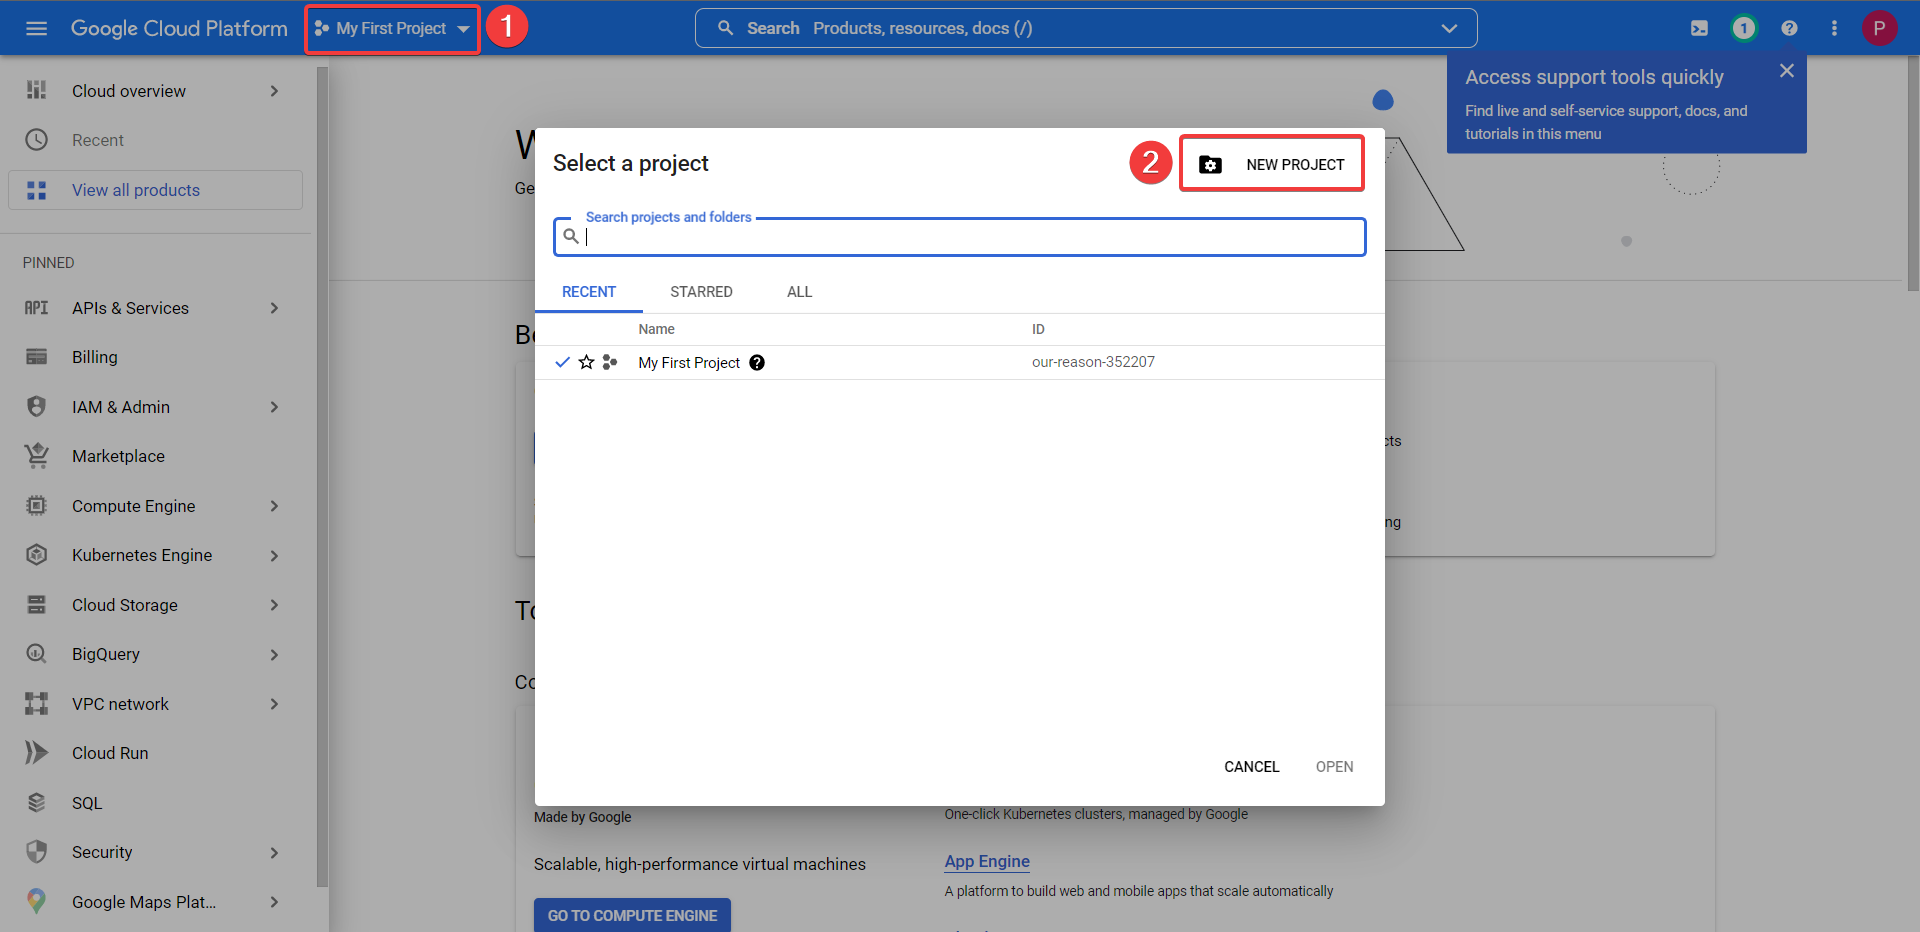 Google Cloud Platform
My First Project
1
Search Products, resources, docs (/)
1
P
Access support tools quickly
Find live and self-service support, docs, and
tutorials in this menu
Cloud overview
Recent
View all products
PINNED
API APIs & Services
Billing
IAM & Admin
Marketplace
Compute Engine
Kubernetes Engine
Cloud Storage
BigQuery
VPC network
Cloud Run
SQL
Security
Google Maps Plat...
Select a project
2
NEW PROJECT
Search projects and folders
RECENT STARRED ALL
Name ID
My First Project our-reason-352207
CANCEL OPEN
Made by Google
Scalable, high-performance virtual machines
GO TO COMPUTE ENGINE
One-click Kubernetes clusters, managed by Google
App Engine
A platform to build web and mobile apps that scale automatically